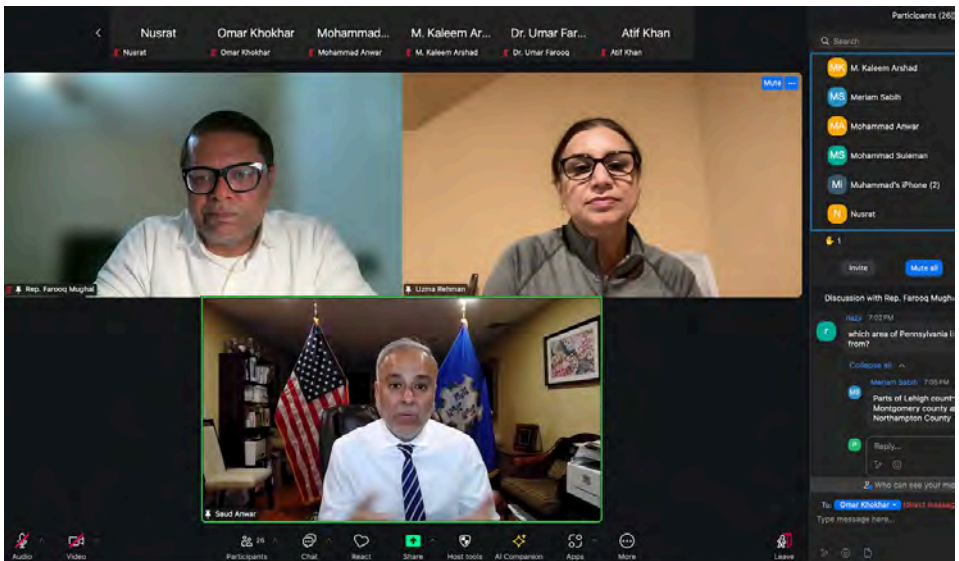 Participants (26)
Nusrat
Omar Khokhar
Mohammad...
M. Kaleem Ar...
Dr. Umar Far...
Atif Khan
Nusrat
Omar Khokhar
Mohammad Anwar
M. Kaleem Arshad
Dr. Umar Farooq
Atif Khan
Search
MK M. Kaleem Arshad
MS Meriam Sabih
MA Mohammad Anwar
MS Mohammad Suleman
Mi Muhammad's iPhone (2)
N Nusrat
1
Invite
Mute all
Mute
Rep. Farooq Mughal
Uzma Rehman
Saud Anwar
Discussion with Rep. Farooq Mugh
7:02 PM
which area of Pennsylvania
from?
Collapse all
Meriam Sabih 7:05 PM
MS
Parts of Lehigh count
Montgomery county
Northampton County
Reply...
Who can see your
To: Omar Khokhar
Type message here...
Audio
Video
26
Participants
Chat
React
Share
Host tools
AI Companion
Apps
More
Leave